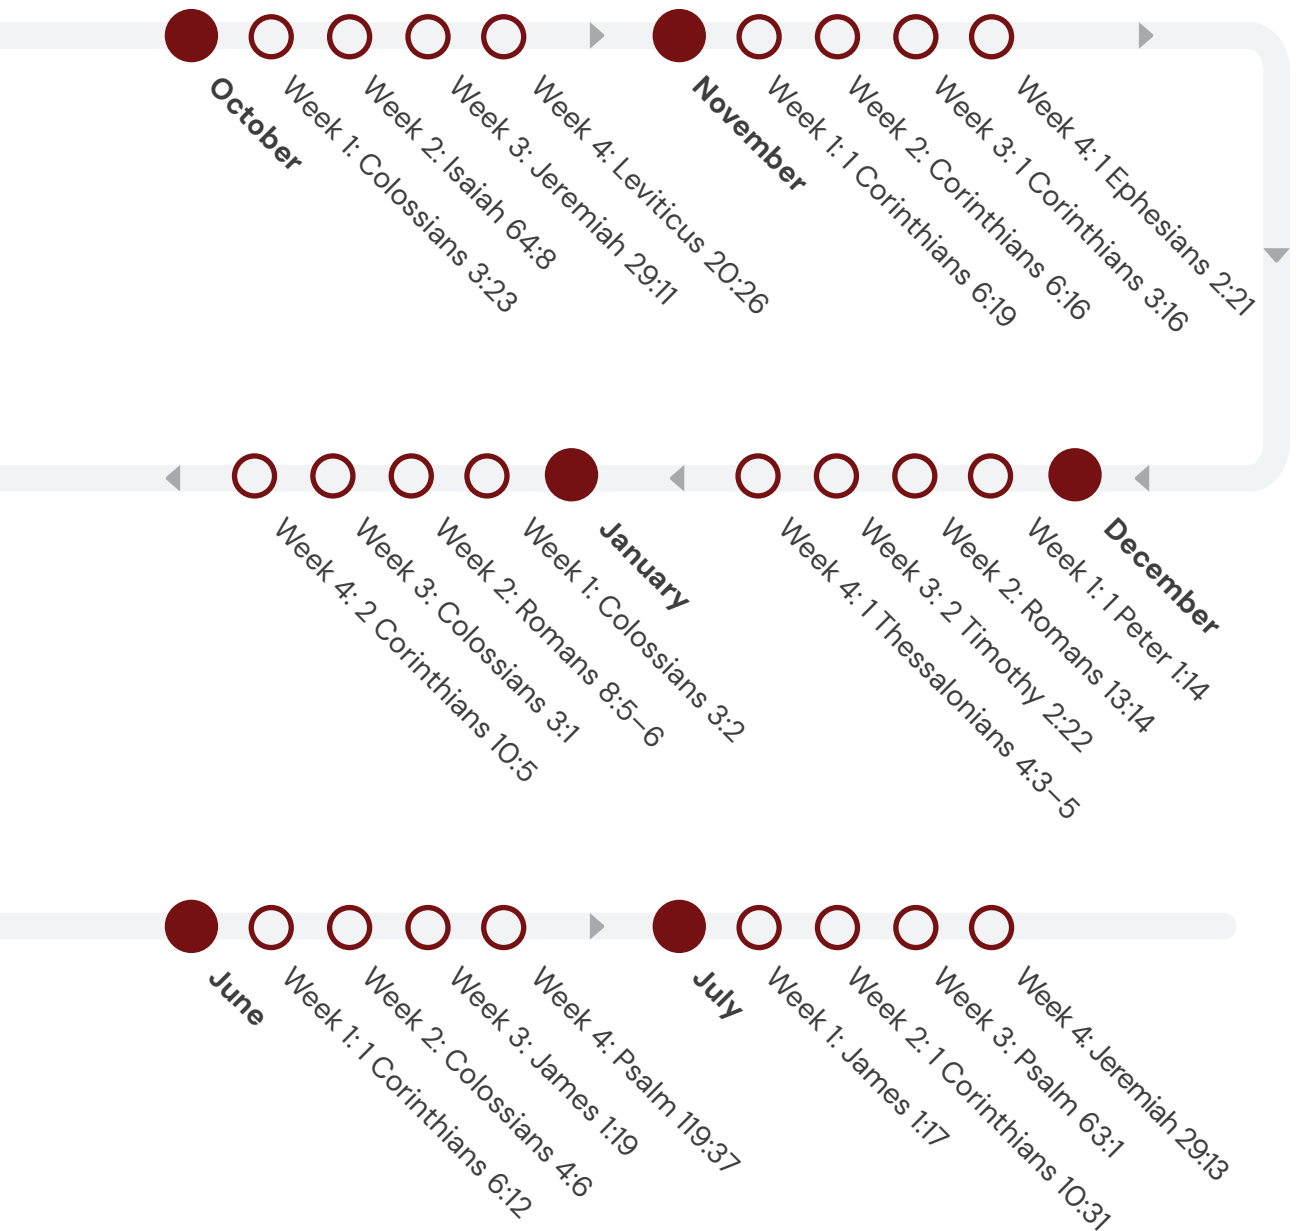 October
Week 1: Colossians 3:23
Week 2: Isaiah 64:8
Week 3: Jeremiah 29:11
Week 4: Leviticus 20:26
November
Week 1: 1 Corinthians 6:19
Week 2: Corinthians 6:16
Week 3: 1 Corinthians 3:16
Week 4: 1 Ephesians 2:21
December
Week 1: 1 Peter 1:14
Week 2: Romans 13:14
Week 3: 2 Timothy 2:22
Week 4: 1 Thessalonians 4:3–5
January
Week 1: Colossians 3:2
Week 2: Romans 8:5–6
Week 3: Colossians 3:1
Week 4: 2 Corinthians 10:5
June
Week 1: 1 Corinthians 6:12
Week 2: Colossians 4:6
Week 3: James 1:19
Week 4: Psalm 119:37
July
Week 1: James 1:17
Week 2: 1 Corinthians 10:31
Week 3: Psalm 63:1
Week 4: Jeremiah 29:13